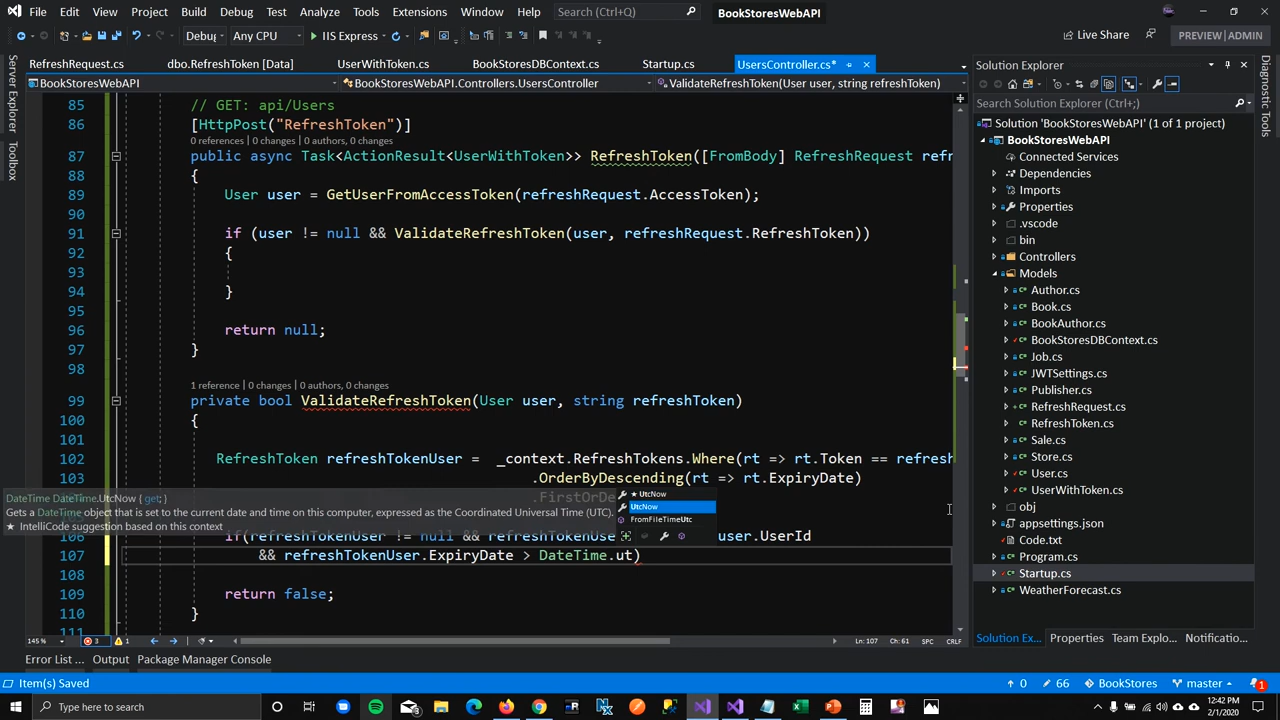 File Edit View Project Build Debug Test Analyze Tools Extensions Window Help Search (Ctrl+Q) BookStoresWebAPI
Debug Any CPU IIS Express Live Share PREVIEW | ADMIN
RefreshRequest.cs dbo.RefreshToken [Data] UserWithToken.cs BookStoresDBContext.cs Startup.cs UsersController.cs*
BookStoresWebAPI BookStoresWebAPI.Controllers.UsersController ValidateRefreshToken(User user, string refreshToken)
Server Explorer
Toolbox
85 // GET: api/Users
86 [HttpPost("RefreshToken")]
0 references | 0 changes | 0 authors, 0 changes
87 public async Task<ActionResult<UserWithToken>> RefreshToken([FromBody] RefreshRequest refr
88 {
89 User user = GetUserFromAccessToken(refreshRequest.AccessToken);
90
91 if (user != null && ValidateRefreshToken(user, refreshRequest.RefreshToken))
92 {
93
94 }
95
96 return null;
97 }
98
1 reference | 0 changes | 0 authors, 0 changes
99 private bool ValidateRefreshToken(User user, string refreshToken)
100 {
101
102 RefreshToken refreshTokenUser = _context.RefreshTokens.Where(rt => rt.Token == refresh
103 .OrderByDescending(rt => rt.ExpiryDate)
.FirstOrDe
DateTime DateTime.UtcNow { get; }
Gets a DateTime object that is set to the current date and time on this computer, expressed as the Coordinated Universal Time (UTC).
★ IntelliCode suggestion based on this context
★ UtcNow
UtcNow
FromFileTimeUtc
if(refreshTokenUser != null && refreshTokenUse user.UserId
107 && refreshTokenUser.ExpiryDate > DateTime.ut)
108
109 return false;
110 }
111
145 % 3 1 Ln: 107 Ch: 61 SPC CRLF
Solution Explorer
Search Solution Explorer (Ctrl+;)
Solution 'BookStoresWebAPI' (1 of 1 project)
BookStoresWebAPI
Connected Services
Dependencies
Imports
Properties
.vscode
bin
Controllers
Models
Author.cs
Book.cs
BookAuthor.cs
BookStoresDBContext.cs
Job.cs
JWTSettings.cs
Publisher.cs
RefreshRequest.cs
RefreshToken.cs
Sale.cs
Store.cs
User.cs
UserWithToken.cs
obj
appsettings.json
Code.txt
Program.cs
Startup.cs
WeatherForecast.cs
Solution Ex... Properties Team Explo... Notificatio...
Diagnostic Tools
Error List ... Output Package Manager Console
Item(s) Saved 0 66 BookStores master 1
Type here to search
12:42 PM
2/1/2020